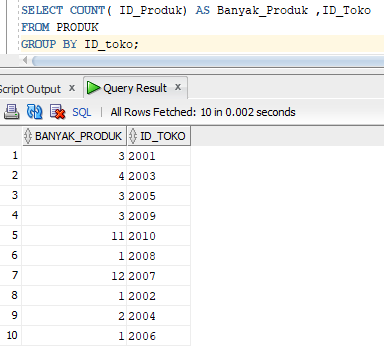 SELECT COUNT( ID_Produk) AS Banyak_Produk ,ID_Toko
FROM PRODUK
GROUP BY ID_toko;
cript Output x Query Result x
SQL | All Rows Fetched: 10 in 0.002 seconds
BANYAK_PRODUK ID_TOKO
1 3 2001
2 4 2003
3 3 2005
4 3 2009
5 11 2010
6 1 2008
7 12 2007
8 1 2002
9 2 2004
10 1 2006